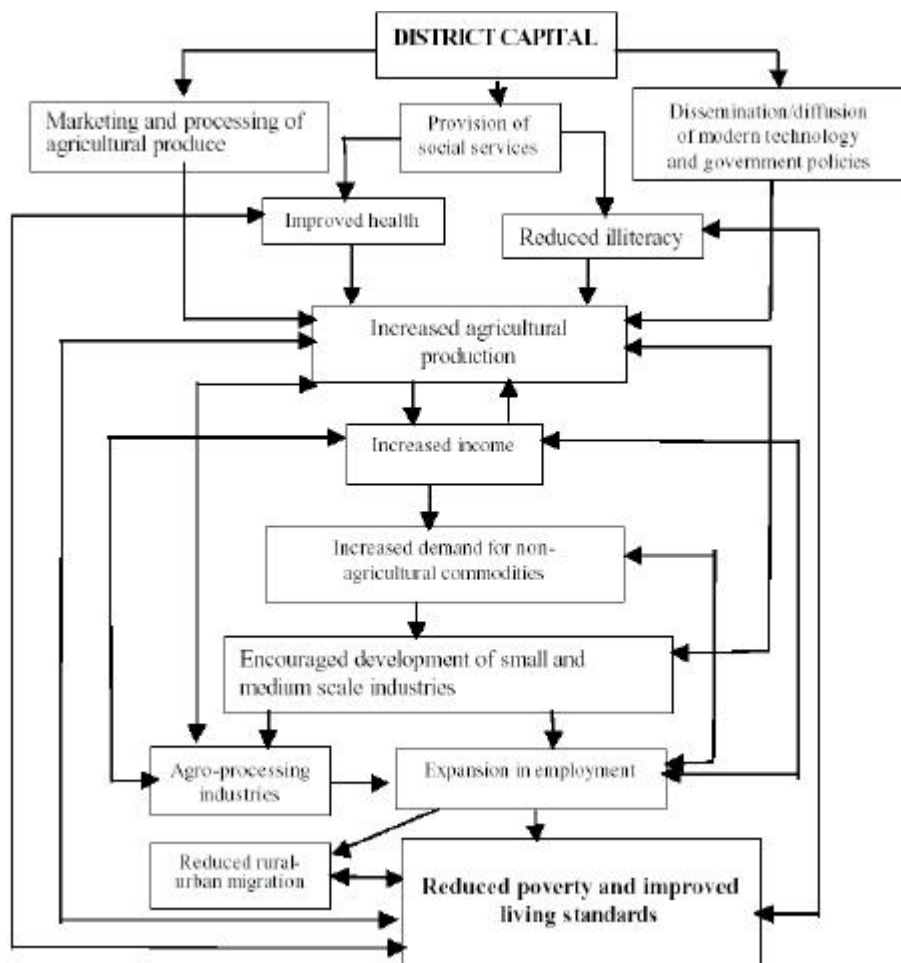 DISTRICT CAPITAL
Marketing and processing of
agricultural produce
Provision of
social services
Dissemination/diffusion
of modern technology
and government policies
Improved health
Reduced illiteracy
Increased agricultural
production
Increased income
Increased demand for non-
agricultural commodities
Encouraged development of small and
medium scale industries
Agro-processing
industries
Expansion in employment
Reduced rural-
urban migration
Reduced poverty and improved
living standards